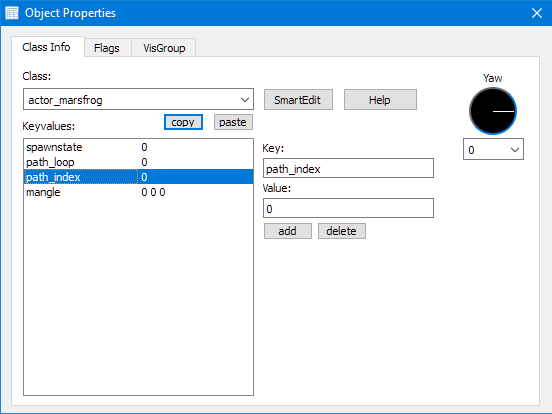 Object Properties
Class Info Flags VisGroup
Class:
actor_marsfrog SmartEdit Help
Yaw
0
copy paste
Keyvalues:
spawnstate 0
path_loop 0
path_index 0
mangle 0 0 0
Key:
path_index
Value:
0
add delete